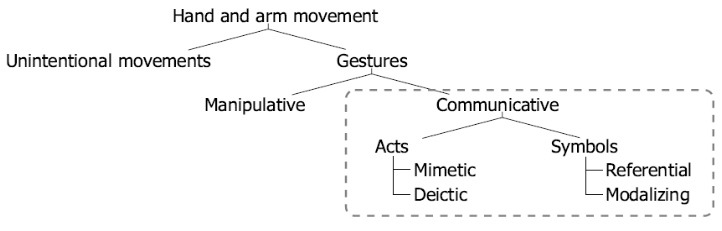 Hand and arm movement
Unintentional movements
Gestures
Manipulative
Communicative
Acts
Symbols
Mimetic
Referential
Deictic
Modalizing